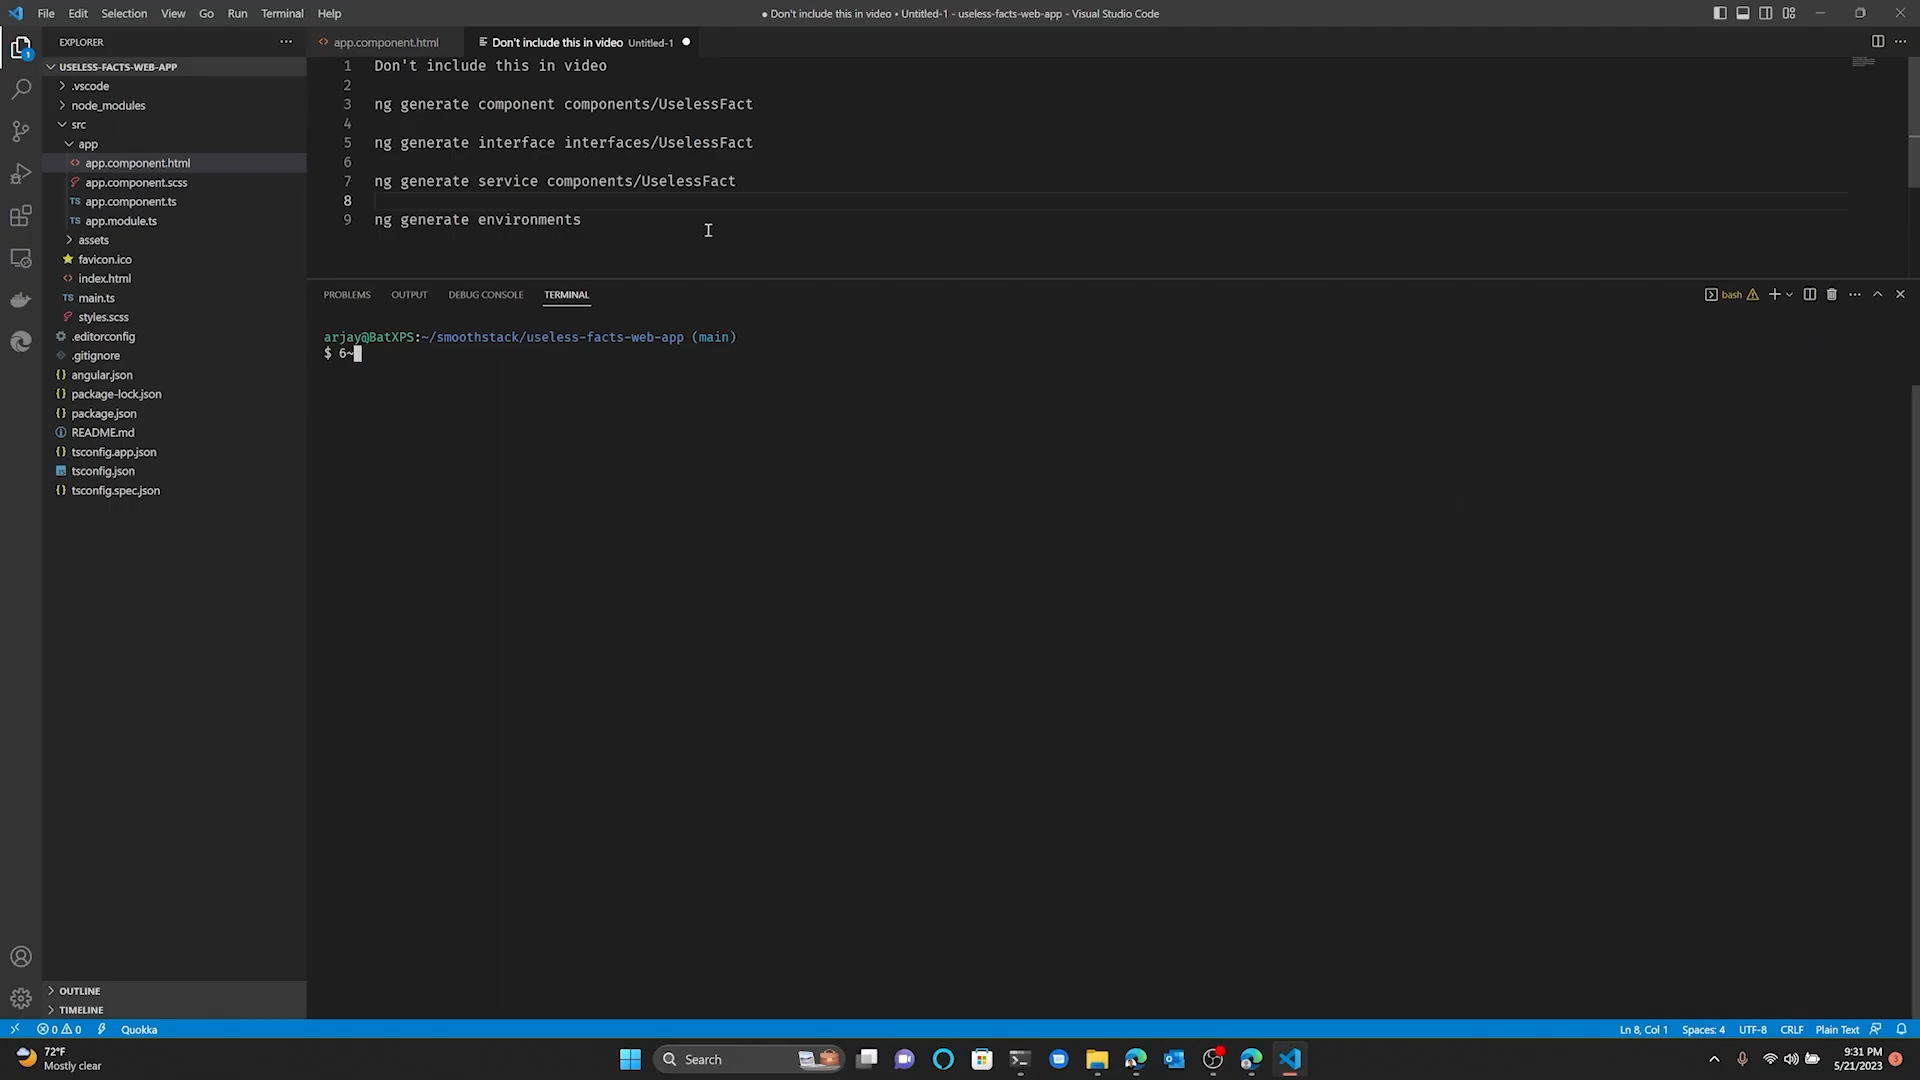 File Edit Selection View Go Run Terminal Help
● Don't include this in video • Untitled-1 - useless-facts-web-app - Visual Studio Code
EXPLORER
USELESS-FACTS-WEB-APP
.vscode
node_modules
src
app
app.component.html
app.component.scss
TS app.component.ts
TS app.module.ts
assets
favicon.ico
index.html
TS main.ts
styles.scss
.editorconfig
.gitignore
{} angular.json
{} package-lock.json
{} package.json
README.md
{} tsconfig.app.json
tsconfig.json
{} tsconfig.spec.json
OUTLINE
TIMELINE
app.component.html
Don't include this in video Untitled-1
1 Don't include this in video
2
3 ng generate component components/UselessFact
4
5 ng generate interface interfaces/UselessFact
6
7 ng generate service components/UselessFact
8
9 ng generate environments
PROBLEMS OUTPUT DEBUG CONSOLE TERMINAL
bash
arjay@BatXPS:~/smoothstack/useless-facts-web-app (main)
$ 6~
1
0 0 Quokka
Ln 8, Col 1 Spaces: 4 UTF-8 CRLF Plain Text
72°F
Mostly clear
Search
9:31 PM
5/21/2023
3